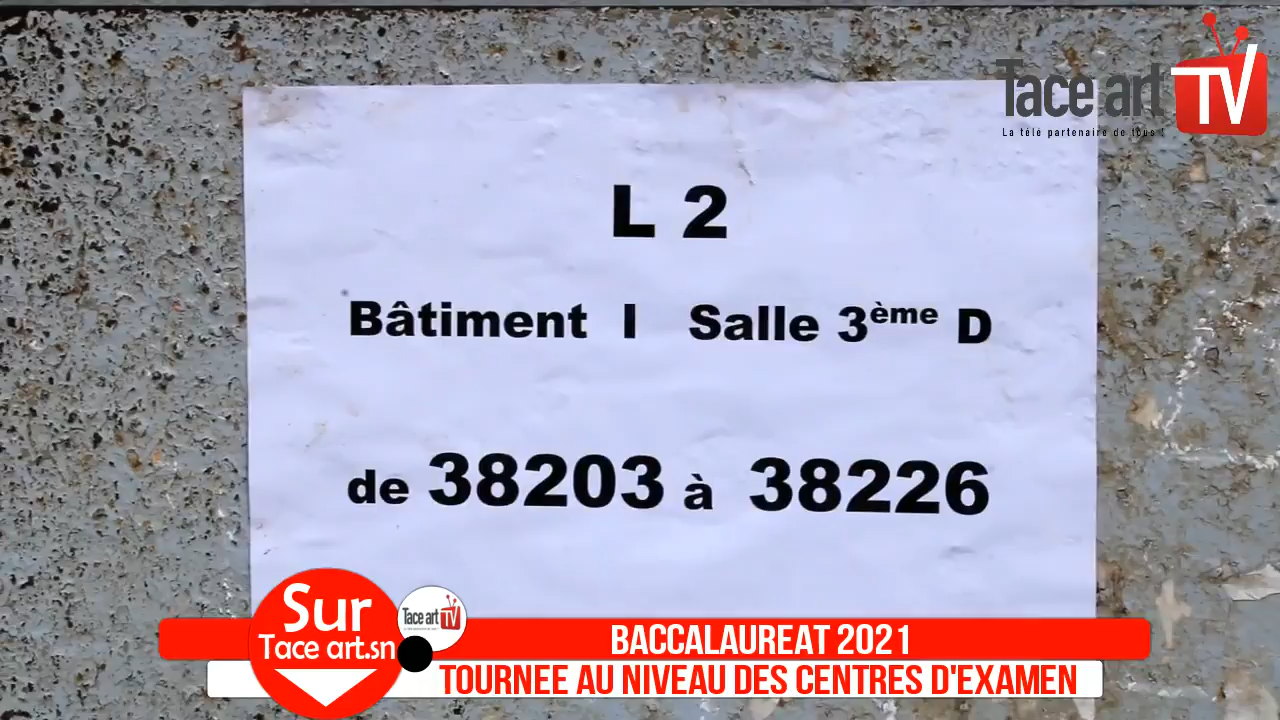 Tace art TV
La télé partenaire de tous !
L 2
Bâtiment I Salle 3ème D
de 38203 à 38226
Sur
Tace art.sn
Tace art TV
BACCALAUREAT 2021
TOURNEE AU NIVEAU DES CENTRES D'EXAMEN